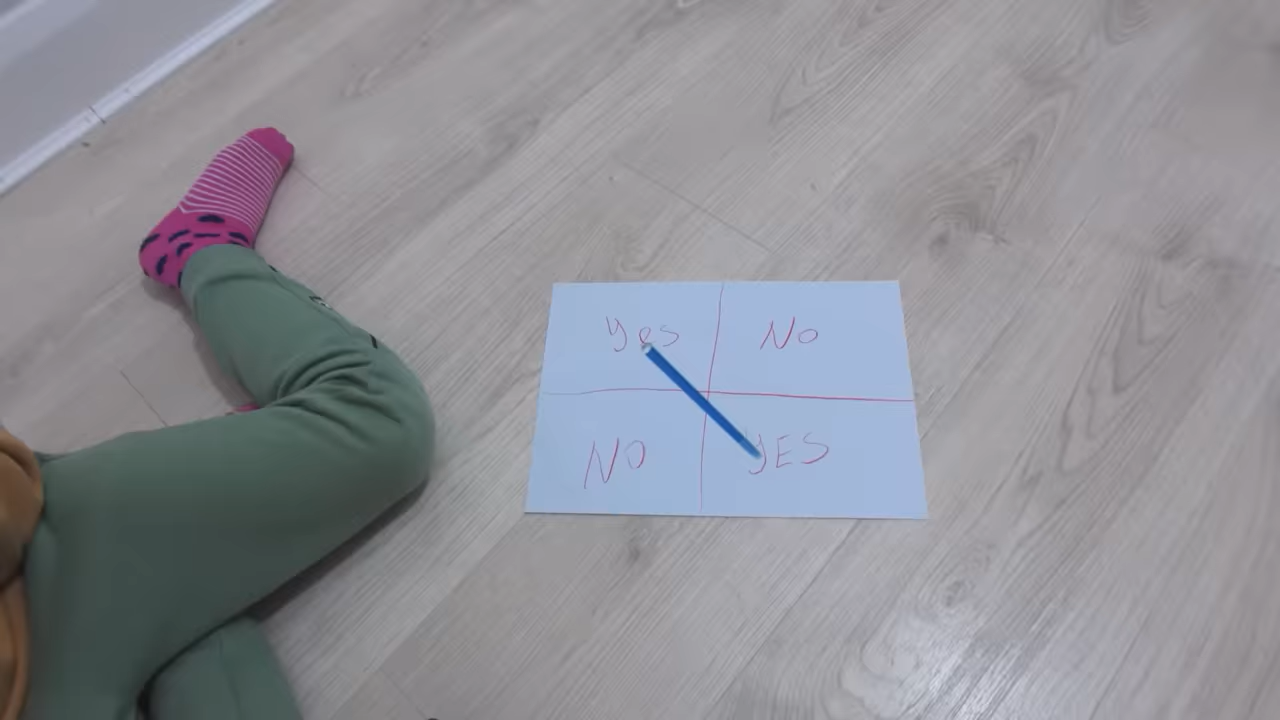 Yes NO
NO YES